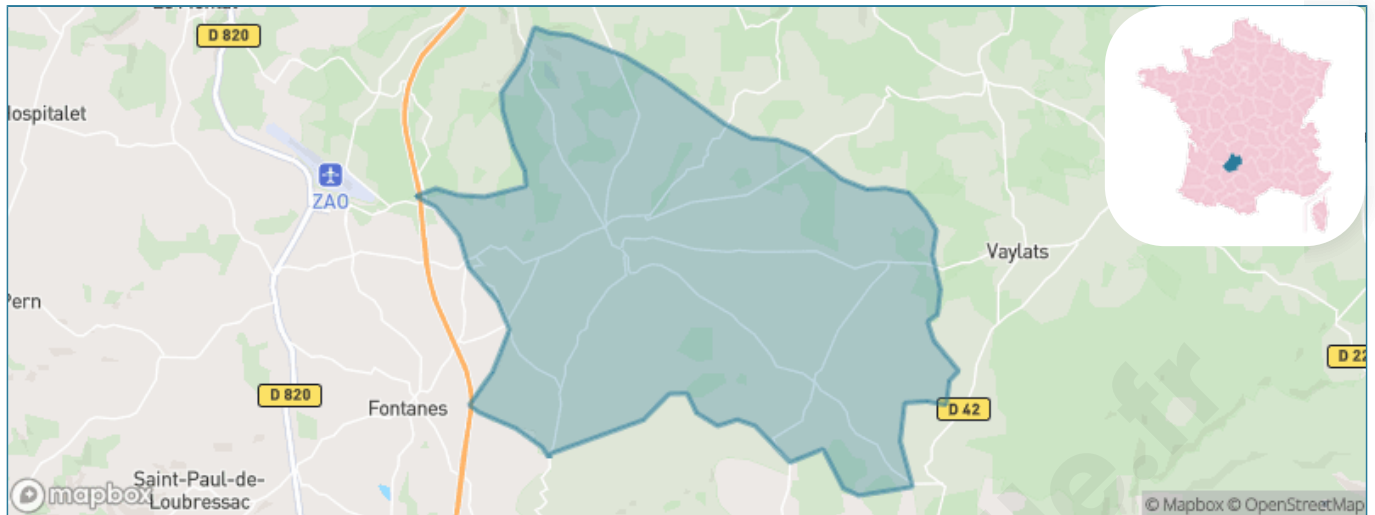 D 820
Hospitalet
ZAO
Vaylats
Pern
D 22
D 820
Fontanes
D 42
Saint-Paul-de-
Loubressac
mapbox
© Mapbox © OpenStreetMap